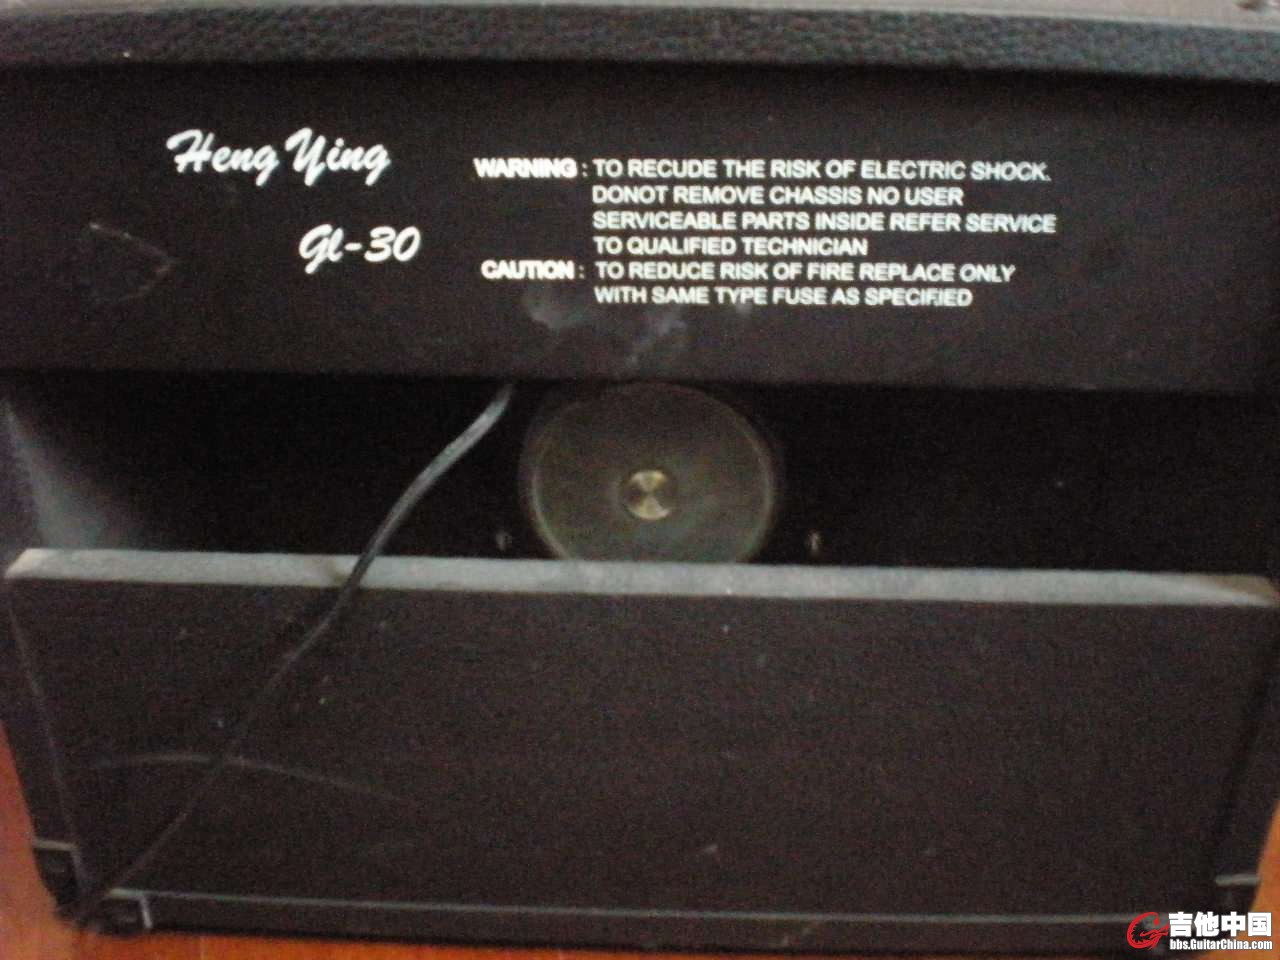 Heng Ying
Gl-30
WARNING : TO RECUDE THE RISK OF ELECTRIC SHOCK.
DONOT REMOVE CHASSIS NO USER
SERVICEABLE PARTS INSIDE REFER SERVICE
TO QUALIFIED TECHNICIAN
CAUTION : TO REDUCE RISK OF FIRE REPLACE ONLY
WITH SAME TYPE FUSE AS SPECIFIED
吉他中国
bbs.GuitarChina.com